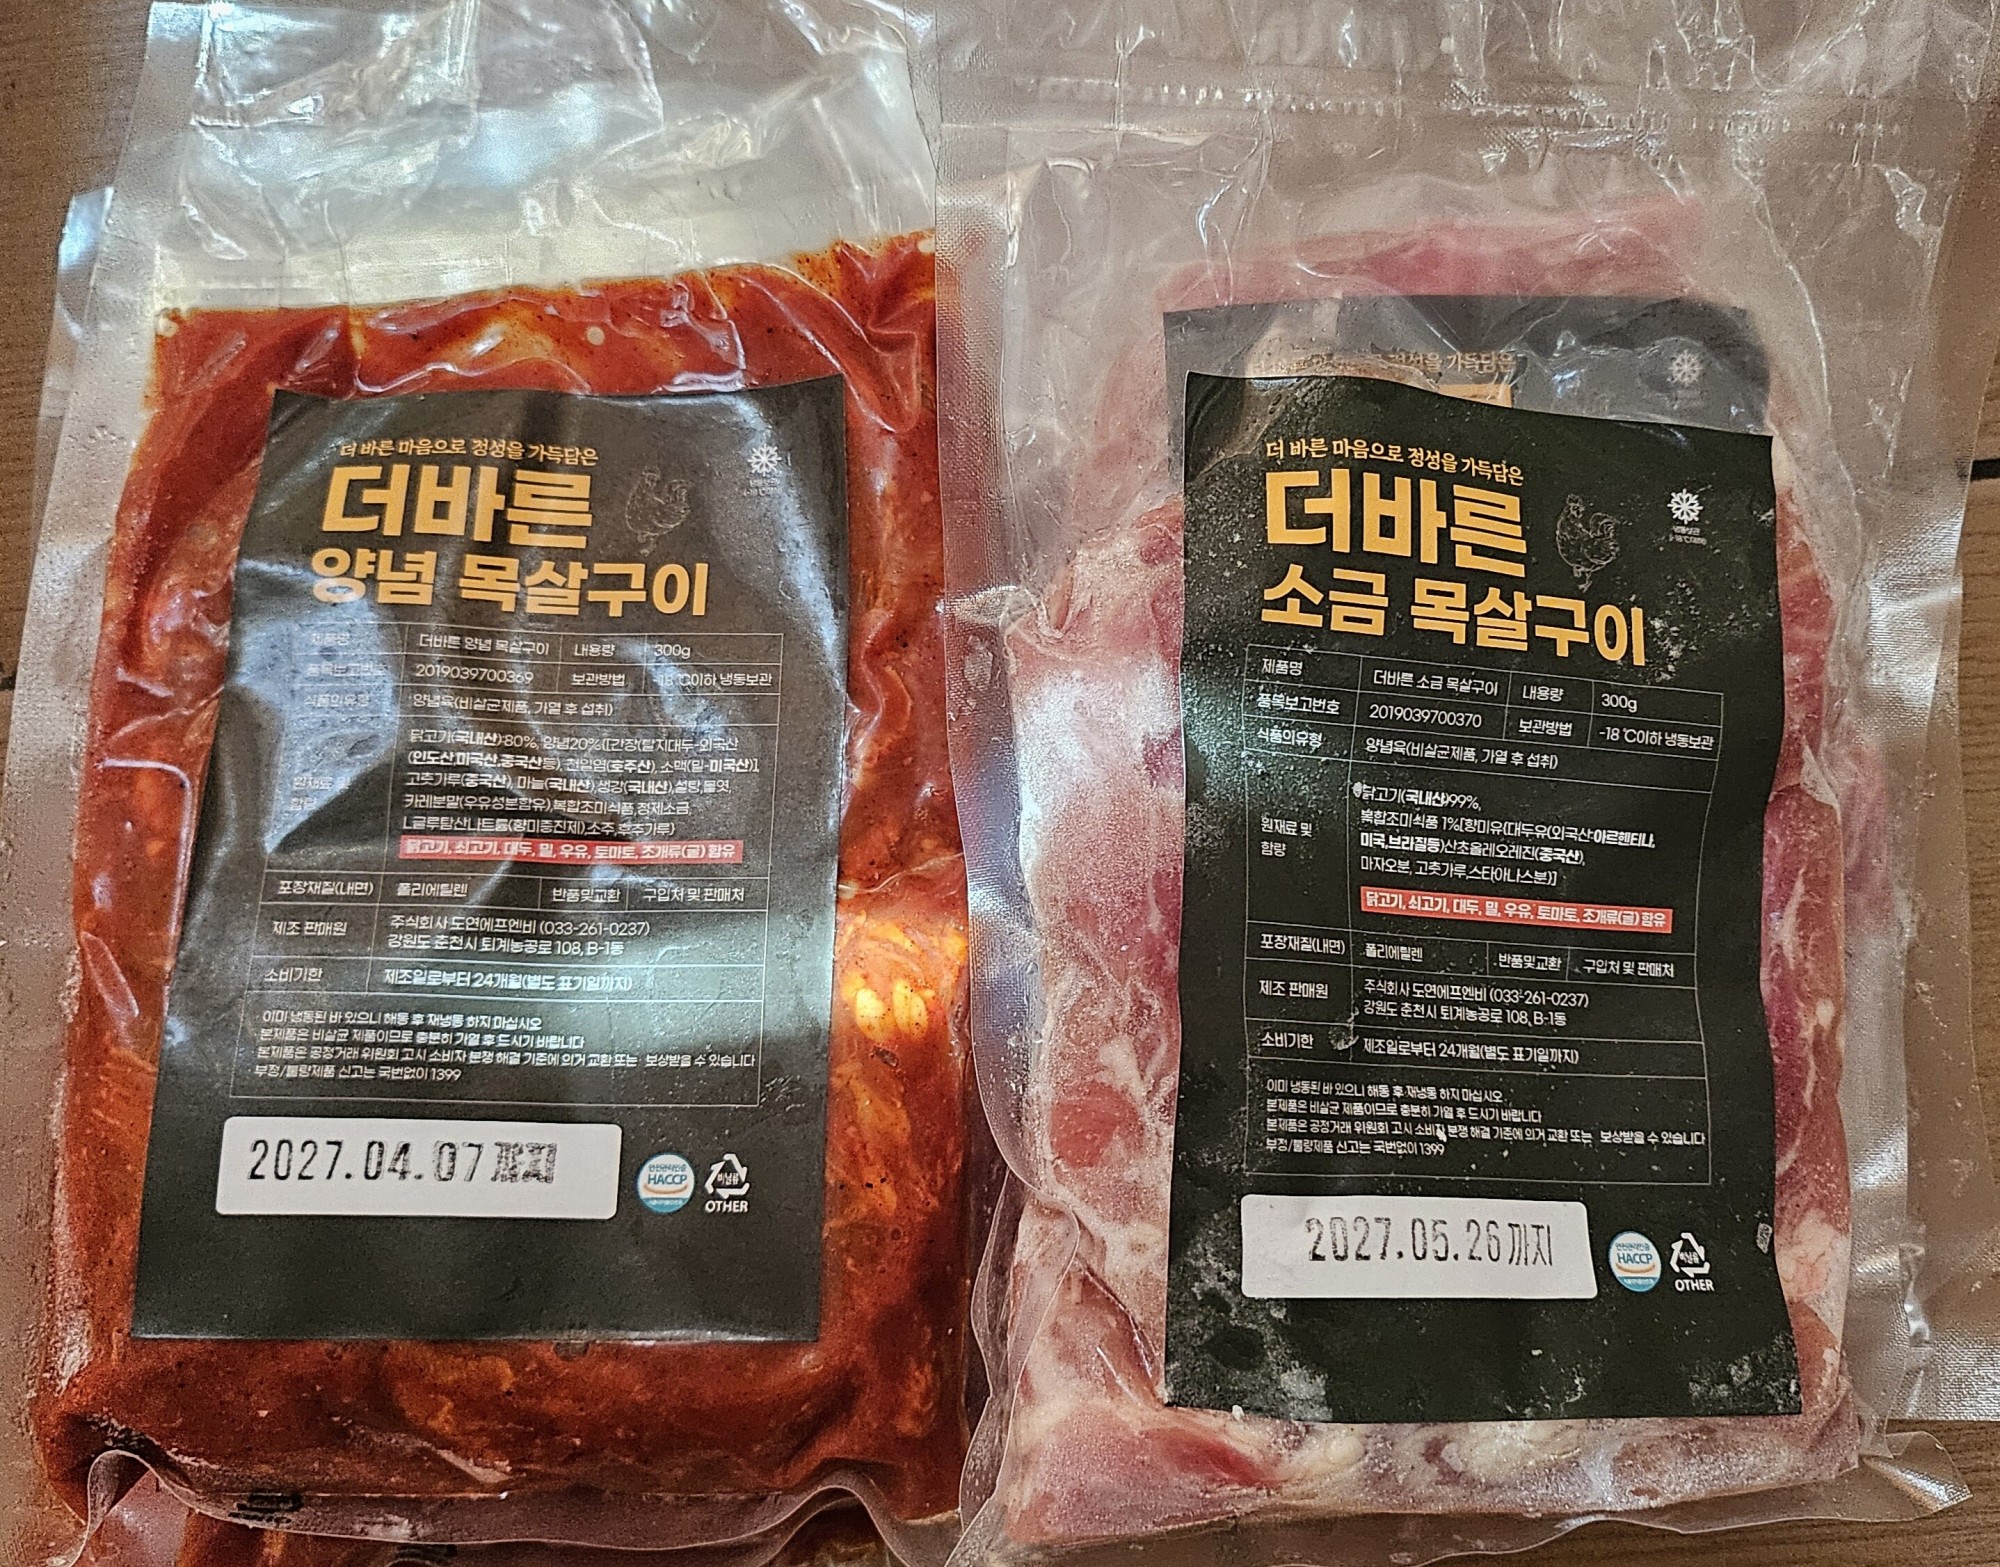 더 바른 마음으로 정성을 가득담은
더바른
양념 목살구이
제품명 더바른 양념 목살구이 내용량 300g
품목보고번호 2019039700369 보관방법 -18℃이하 냉동보관
식품의유형 양념육(비살균제품, 가열 후 섭취)
원재료 및 함량
닭고기(국내산):80%, 양념20%([간장(탈지대두-외국산
(인도산,미국산,중국산등), 천일염(호주산), 소맥(밀-미국산)],
고춧가루(중국산), 마늘(국내산),생강(국내산),설탕,물엿,
카레분말(우유성분함유),복합조미식품,정제소금,
L글루탐산나트륨(향미증진제),소주,후추가루)
닭고기, 쇠고기, 대두, 밀, 우유, 토마토, 조개류(굴) 함유
포장재질(내면) 폴리에틸렌 반품및교환 구입처 및 판매처
제조 판매원 주식회사 도연에프엔비 (033-261-0237)
강원도 춘천시 퇴계농공로 108, B-1동
소비기한 제조일로부터 24개월(별도 표기일까지)
이미 냉동된 바 있으니 해동 후 재냉동 하지 마십시오
본제품은 비살균 제품이므로 충분히 가열 후 드시기 바랍니다
본제품은 공정거래 위원회 고시 소비자 분쟁 해결 기준에 의거 교환 또는 보상받을 수 있습니다
부정/불량제품 신고는 국번없이 1399
2027.04.07까지
HACCP
비닐류
OTHER
정성을 가득담은
더 바른 마음으로 정성을 가득담은
더바른
소금 목살구이
냉동보관
제품명 더바른 소금 목살구이 내용량 300g
품목보고번호 2019039700370 보관방법 -18℃이하 냉동보관
식품의유형 양념육(비살균제품, 가열 후 섭취)
원재료 및 함량
닭고기(국내산)99%,
복합조미식품 1%[향미유(대두유(외국산:아르헨티나,
미국,브라질등)산초올레오레진(중국산),
마자오분, 고춧가루,스타아니스분)]
닭고기, 쇠고기, 대두, 밀, 우유, 토마토, 조개류(굴) 함유
포장재질(내면) 폴리에틸렌 반품및교환 구입처 및 판매처
제조 판매원 주식회사 도연에프엔비 (033-261-0237)
강원도 춘천시 퇴계농공로 108, B-1동
소비기한 제조일로부터 24개월(별도 표기일까지)
이미 냉동된 바 있으니 해동 후 재냉동 하지 마십시오
본제품은 비살균 제품이므로 충분히 가열 후 드시기 바랍니다
본제품은 공정거래 위원회 고시 소비자 분쟁 해결 기준에 의거 교환 또는 보상받을 수 있습니다
부정/불량제품 신고는 국번없이 1399
2027.05.26까지
HACCP
비닐류
OTHER